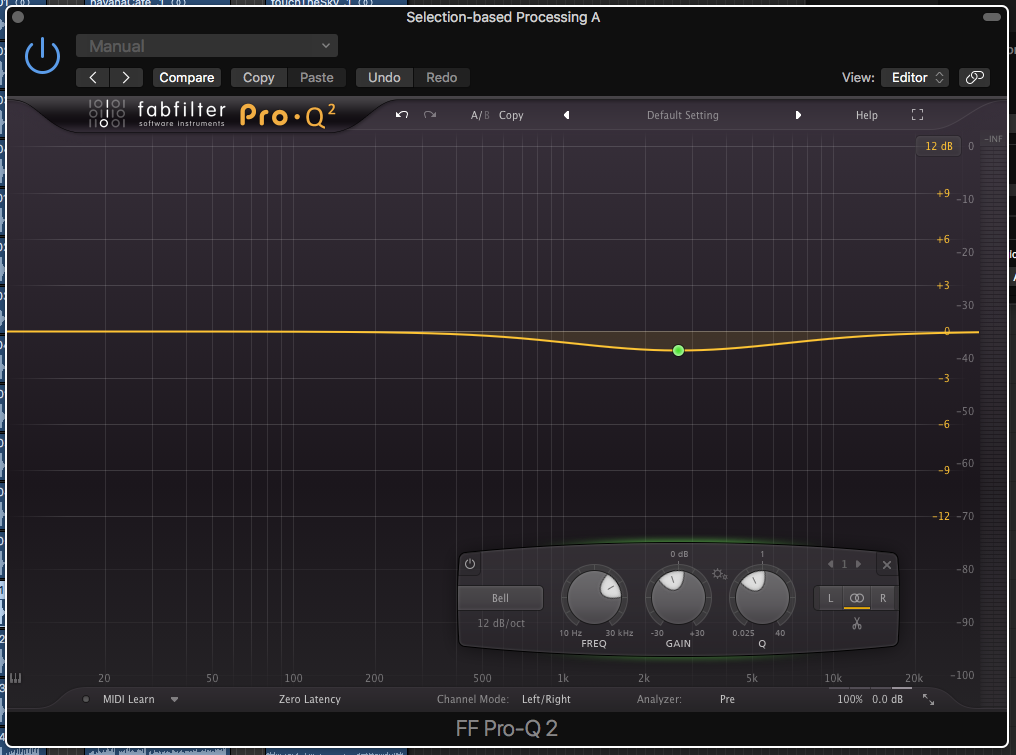 Selection-based Processing A
Manual
Compare Copy Paste Undo Redo View: Editor
fabfilter Pro·Q²
software instruments
A/B Copy Default Setting Help
12 dB 0 -INF
+9 -10
+6 -20
+3 -30
0
-40
-3
-50
-6
-60
-9
-12 -70
-80
-90
-100
0 dB 1 1
Bell L R
12 dB/oct
10 Hz 30 kHz -30 +30 0.025 40
FREQ GAIN Q
20 50 100 200 500 1k 2k 5k 10k 20k
MIDI Learn Zero Latency Channel Mode: Left/Right Analyzer: Pre 100% 0.0 dB
FF Pro-Q 2